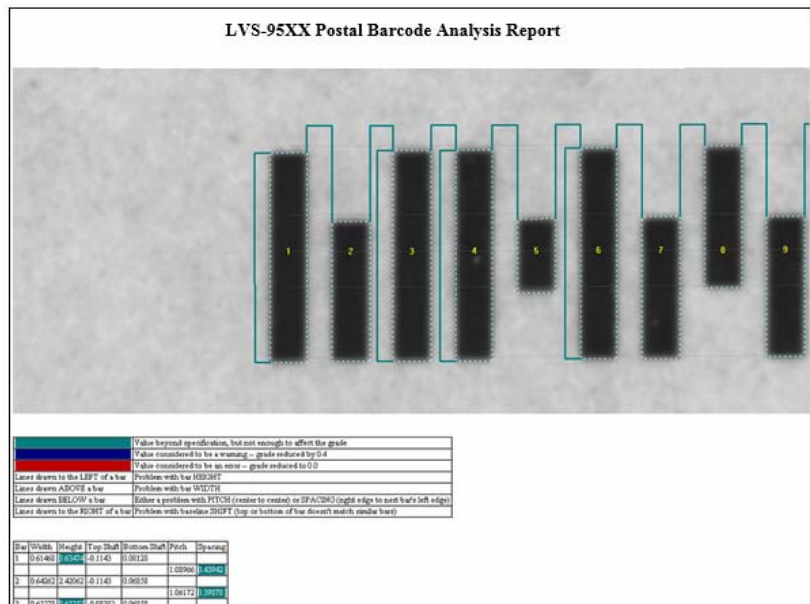 LVS-95XX Postal Barcode Analysis Report
1 2 3 4 5 6 7 8 9
Value beyond specification, but not enough to affect the grade
Value considered to be a warning -- grade reduced by 0.4
Value considered to be an error -- grade reduced to 0.0
Lines drawn to the LEFT of a bar Problem with bar HEIGHT
Lines drawn ABOVE a bar Problem with bar WIDTH
Lines drawn BELOW a bar Either a problem with PITCH (center to center) or SPACING (right edge to next bar's left edge)
Lines drawn to the RIGHT of a bar Problem with baseline SHIFT (top or bottom of bar doesn't match similar bars)
Bar Width Height Top Shift Bottom Shift Pitch Spacing
1 0.61468 -0.1143 0.08128
1.08966 0.43942
2 0.64262 2.42062 -0.1143 0.06858
1.06172 0.39878